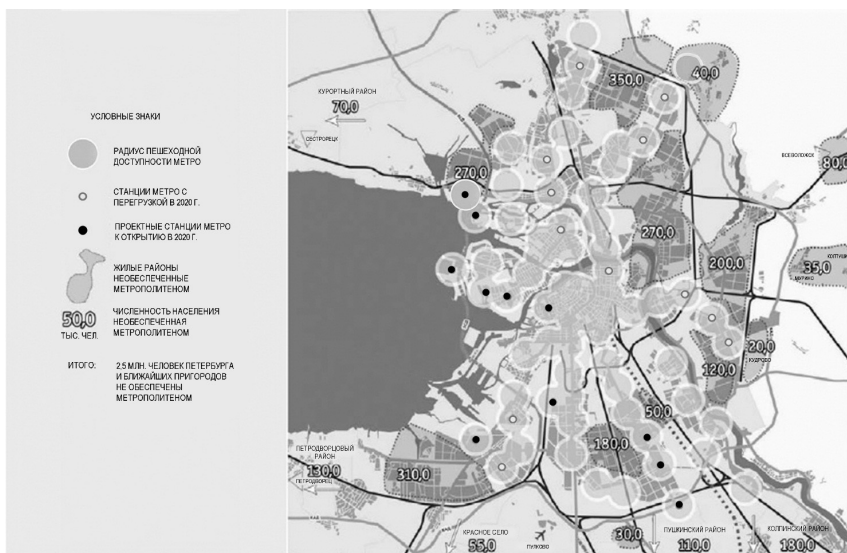 УСЛОВНЫЕ ЗНАКИ
РАДИУС ПЕШЕХОДНОЙ
ДОСТУПНОСТИ МЕТРО
СТАНЦИИ МЕТРО С
ПЕРЕГРУЗКОЙ В 2020 Г.
ПРОЕКТНЫЕ СТАНЦИИ МЕТРО
К ОТКРЫТИЮ В 2020 Г.
ЖИЛЫЕ РАЙОНЫ
НЕОБЕСПЕЧЕННЫЕ
МЕТРОПОЛИТЕНОМ
50,0
ТЫС. ЧЕЛ.
ЧИСЛЕННОСТЬ НАСЕЛЕНИЯ
НЕОБЕСПЕЧЕННАЯ
МЕТРОПОЛИТЕНОМ
ИТОГО:
2,5 МЛН. ЧЕЛОВЕК ПЕТЕРБУРГА
И БЛИЖАЙШИХ ПРИГОРОДОВ
НЕ ОБЕСПЕЧЕНЫ
МЕТРОПОЛИТЕНОМ
КУРОРТНЫЙ РАЙОН
70,0
СЕСТРОРЕЦК
350,0
40,0
ВСЕВОЛОЖСК
80,0
270,0
270,0
200,0
КОЛТУШИ
35,0
МУРИНО
20,0
КУДРОВО
120,0
50,0
180,0
ПЕТРОДВОРЦОВЫЙ
РАЙОН
130,0
ПЕТРОДВОРЕЦ
310,0
КРАСНОЕ СЕЛО
55,0
ПУЛКОВО
30,0
ПУШКИНСКИЙ РАЙОН
110,0
КОЛПИНСКИЙ РАЙОН
180,0